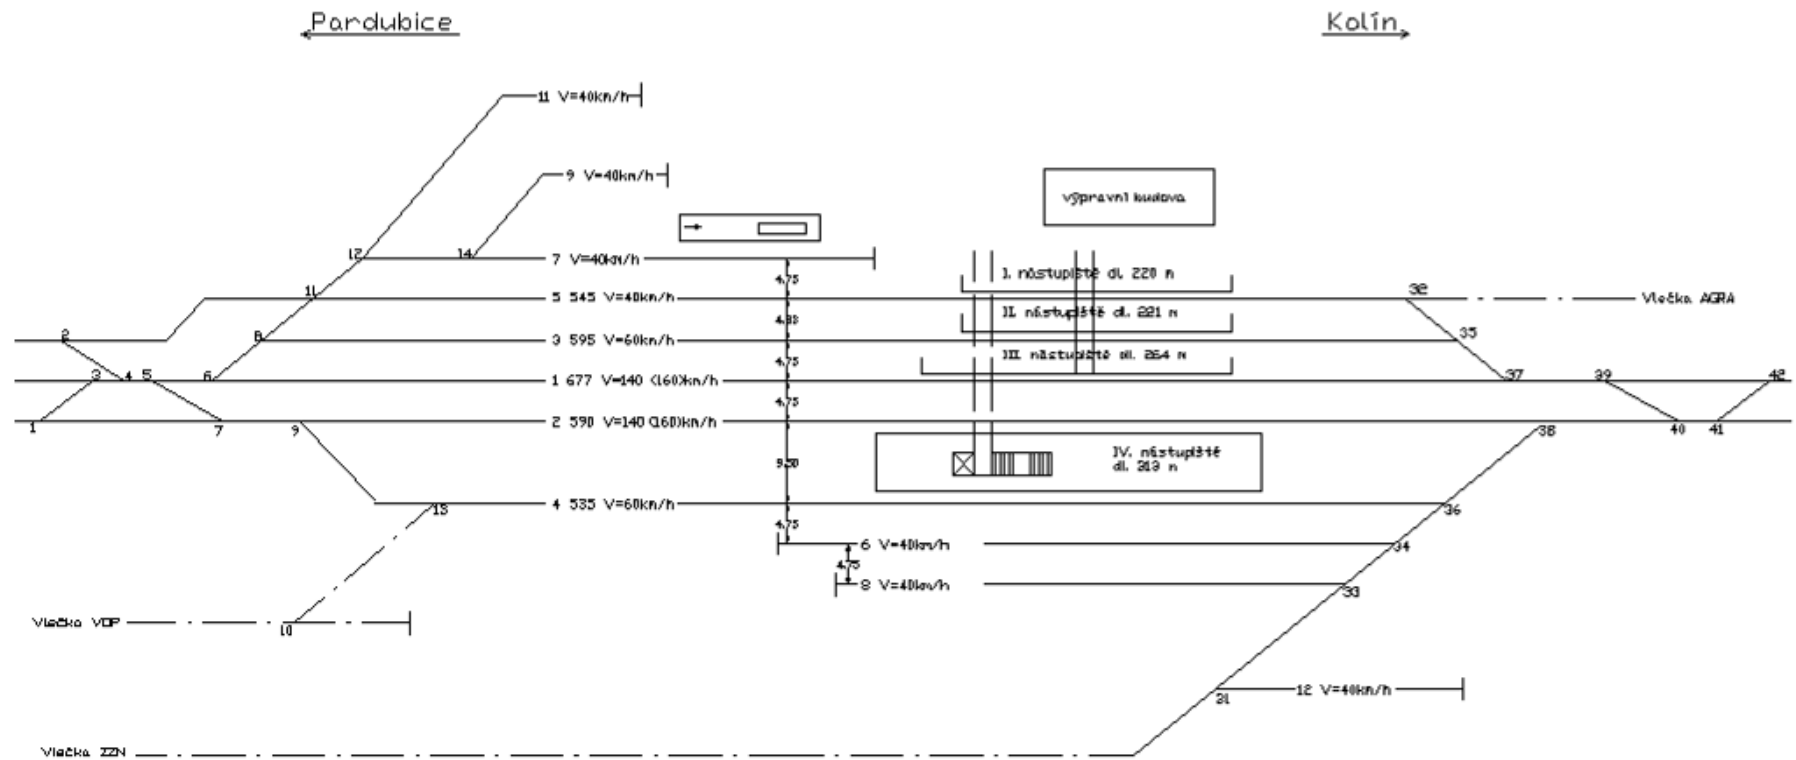 Pardubice
Kolín
11 V=40km/h
9 V=40km/h
výpravní budova
12
14
7 V=40km/h
4,75
I. nástupiště dl. 220 m
11
5 545 V=40km/h
32
Vlečka AGRA
4,83
II. nástupiště dl. 221 m
2
8
3 595 V=60km/h
35
4,75
III. nástupiště dl. 264 m
3
4
5
6
1 677 V=140 (160)km/h
37
39
42
4,75
1
7
9
2 590 V=140(160)km/h
38
40
41
9,50
IV. nástupiště
dl. 313 m
13
4 535 V=60km/h
36
4,75
6 V=40km/h
34
4,75
8 V=40km/h
33
Vlečka VDP
10
31
12 V=40km/h
Vlečka ZZN